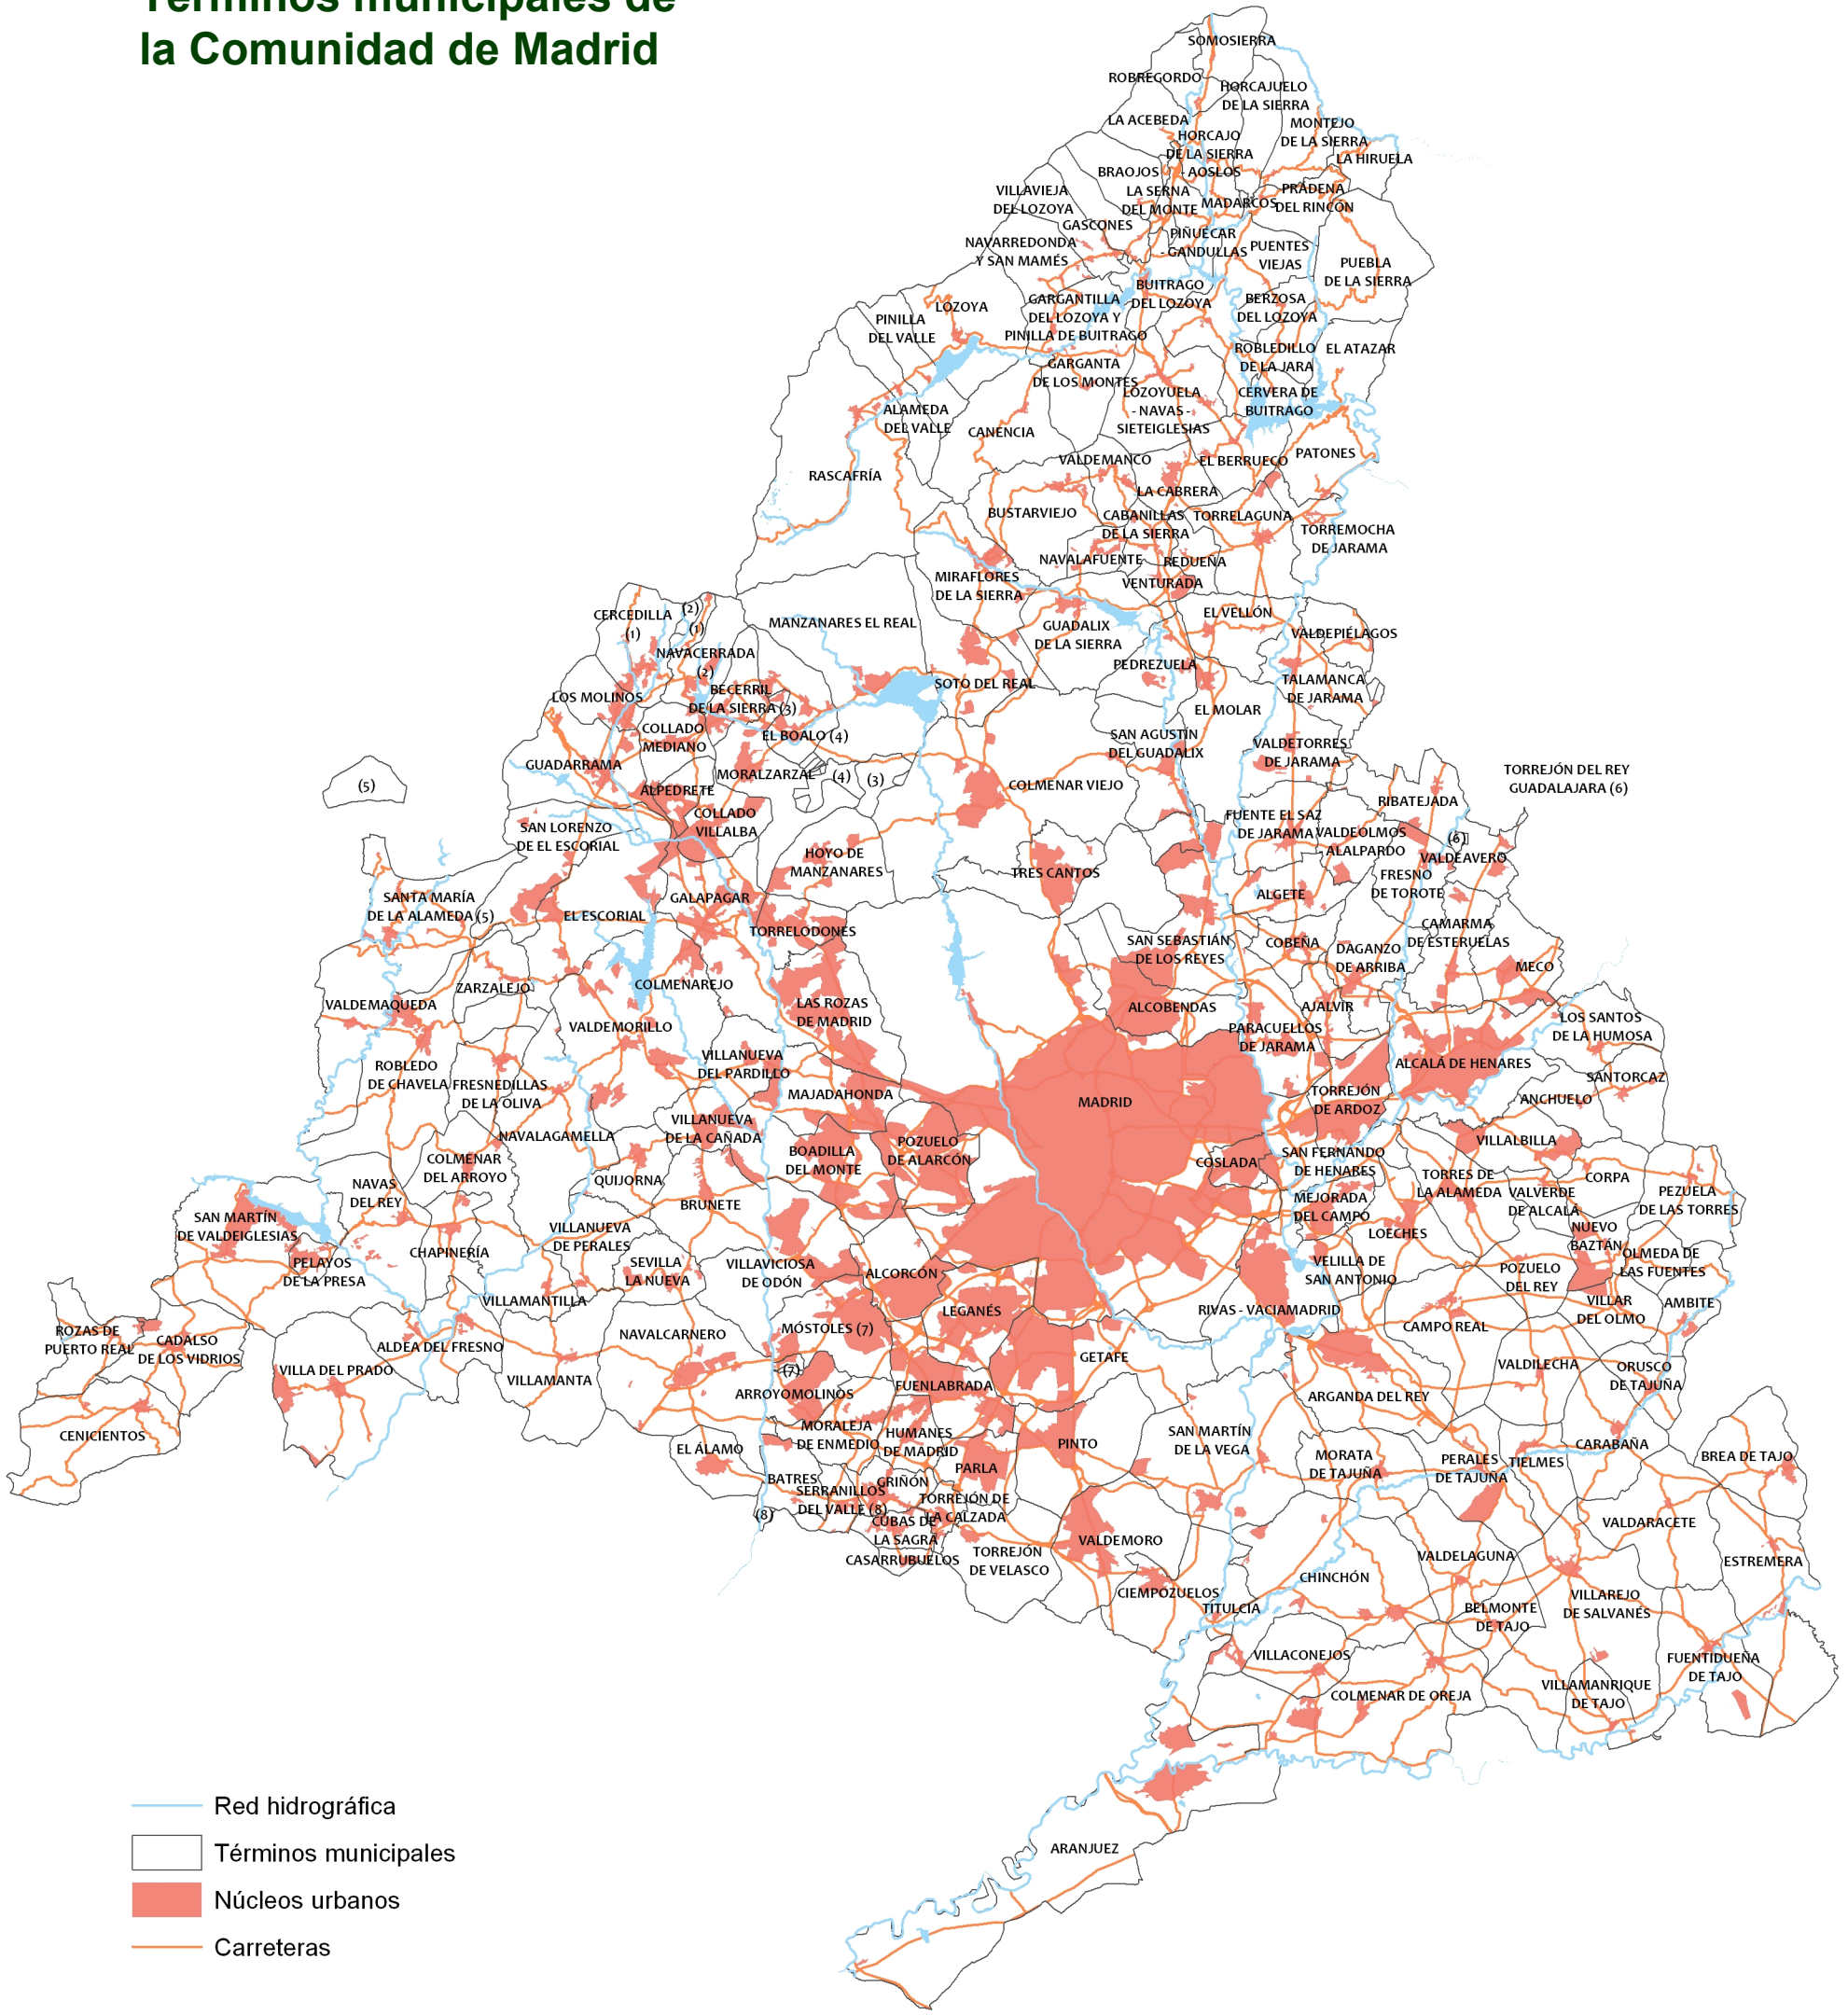 Términos municipales de
la Comunidad de Madrid
SOMOSIERRA
ROBREGORDO
HORCAJUELO
DE LA SIERRA
LA ACEBEDA
MONTEJO
DE LA SIERRA
HORCAJO
DE LA SIERRA
- AOSLOS
LA HIRUELA
BRAOJOS
VILLAVIEJA
DEL LOZOYA
LA SERNA
DEL MONTE
MADARCOS
PRÁDENA
DEL RINCÓN
GASCONES
NAVARREDONDA
Y SAN MAMÉS
PIÑUÉCAR
- GANDULLAS
PUENTES
VIEJAS
PUEBLA
DE LA SIERRA
BUITRAGO
DEL LOZOYA
LOZOYA
GARGANTILLA
DEL LOZOYA Y
PINILLA DE BUITRAGO
BERZOSA
DEL LOZOYA
PINILLA
DEL VALLE
ROBLEDILLO
DE LA JARA
EL ATAZAR
GARGANTA
DE LOS MONTES
LOZOYUELA
- NAVAS -
SIETEIGLESIAS
CERVERA DE
BUITRAGO
ALAMEDA
DEL VALLE
CANENCIA
RASCAFRÍA
VALDEMANCO
EL BERRUECO
PATONES
LA CABRERA
BUSTARVIEJO
CABANILLAS
DE LA SIERRA
TORRELAGUNA
TORREMOCHA
DE JARAMA
NAVALAFUENTE
REDUEÑA
MIRAFLORES
DE LA SIERRA
VENTURADA
CERCEDILLA
(1)
(2)
(1)
MANZANARES EL REAL
GUADALIX
DE LA SIERRA
EL VELLÓN
VALDEPIÉLAGOS
NAVACERRADA
(2)
PEDREZUELA
LOS MOLINOS
BECERRIL
DE LA SIERRA (3)
SOTO DEL REAL
TALAMANCA
DE JARAMA
EL MOLAR
COLLADO
MEDIANO
EL BOALO (4)
SAN AGUSTÍN
DEL GUADALIX
VALDETORRES
DE JARAMA
GUADARRAMA
MORALZARZAL
(4)
(3)
(5)
COLMENAR VIEJO
TORREJÓN DEL REY
GUADALAJARA (6)
ALPEDRETE
RIBATEJADA
COLLADO
VILLALBA
SAN LORENZO
DE EL ESCORIAL
FUENTE EL SAZ
DE JARAMA
VALDEOLMOS
ALALPARDO
(6)
VALDEAVERO
HOYO DE
MANZANARES
TRES CANTOS
FRESNO
DE TOROTE
SANTA MARÍA
DE LA ALAMEDA (5)
EL ESCORIAL
GALAPAGAR
ALGETE
TORRELODONES
CAMARMA
DE ESTERUELAS
SAN SEBASTIÁN
DE LOS REYES
COBEÑA
DAGANZO
DE ARRIBA
MECO
ZARZALEJO
COLMENAREJO
VALDEMAQUEDA
LAS ROZAS
DE MADRID
ALCOBENDAS
AJALVIR
VALDEMORILLO
PARACUELLOS
DE JARAMA
LOS SANTOS
DE LA HUMOSA
VILLANUEVA
DEL PARDILLO
ALCALÁ DE HENARES
ROBLEDO
DE CHAVELA
FRESNEDILLAS
DE LA OLIVA
SANTORCAZ
MAJADAHONDA
MADRID
TORREJÓN
DE ARDOZ
ANCHUELO
NAVALAGAMELLA
VILLANUEVA
DE LA CAÑADA
BOADILLA
DEL MONTE
POZUELO
DE ALARCÓN
VILLALBILLA
COLMENAR
DEL ARROYO
COSLADA
SAN FERNANDO
DE HENARES
TORRES DE
LA ALAMEDA
CORPA
NAVAS
DEL REY
QUIJORNA
BRUNETE
MEJORADA
DEL CAMPO
VALVERDE
DE ALCALÁ
PEZUELA
DE LAS TORRES
SAN MARTÍN
DE VALDEIGLESIAS
VILLANUEVA
DE PERALES
LOECHES
NUEVO
BAZTÁN
CHAPINERÍA
PELAYOS
DE LA PRESA
SEVILLA
LA NUEVA
VILLAVICIOSA
DE ODÓN
ALCORCÓN
VELILLA DE
SAN ANTONIO
POZUELO
DEL REY
OLMEDA DE
LAS FUENTES
VILLAMANTILLA
LEGANÉS
RIVAS - VACIAMADRID
VILLAR
DEL OLMO
AMBITE
ROZAS DE
PUERTO REAL
CADALSO
DE LOS VIDRIOS
ALDEA DEL FRESNO
NAVALCARNERO
MÓSTOLES (7)
CAMPO REAL
VILLA DEL PRADO
VILLAMANTA
(7)
GETAFE
VALDILECHA
ORUSCO
DE TAJUÑA
ARROYOMOLINOS
FUENLABRADA
ARGANDA DEL REY
CENICIENTOS
EL ÁLAMO
MORALEJA
DE ENMEDIO
HUMANES
DE MADRID
PINTO
SAN MARTÍN
DE LA VEGA
MORATA
DE TAJUÑA
PERALES
DE TAJUÑA
TIELMES
CARABAÑA
BREA DE TAJO
PARLA
BATRES
GRIÑÓN
SERRANILLOS
DEL VALLE (8)
TORREJÓN DE
LA CALZADA
(8)
CUBAS DE
LA SAGRA
VALDARACETE
CASARRUBUELOS
TORREJÓN
DE VELASCO
VALDEMORO
VALDELAGUNA
ESTREMERA
CIEMPOZUELOS
CHINCHÓN
TITULCIA
BELMONTE
DE TAJO
VILLAREJO
DE SALVANÉS
VILLACONEJOS
FUENTIDUEÑA
DE TAJO
COLMENAR DE OREJA
VILLAMANRIQUE
DE TAJO
ARANJUEZ
Red hidrográfica
Términos municipales
Núcleos urbanos
Carreteras